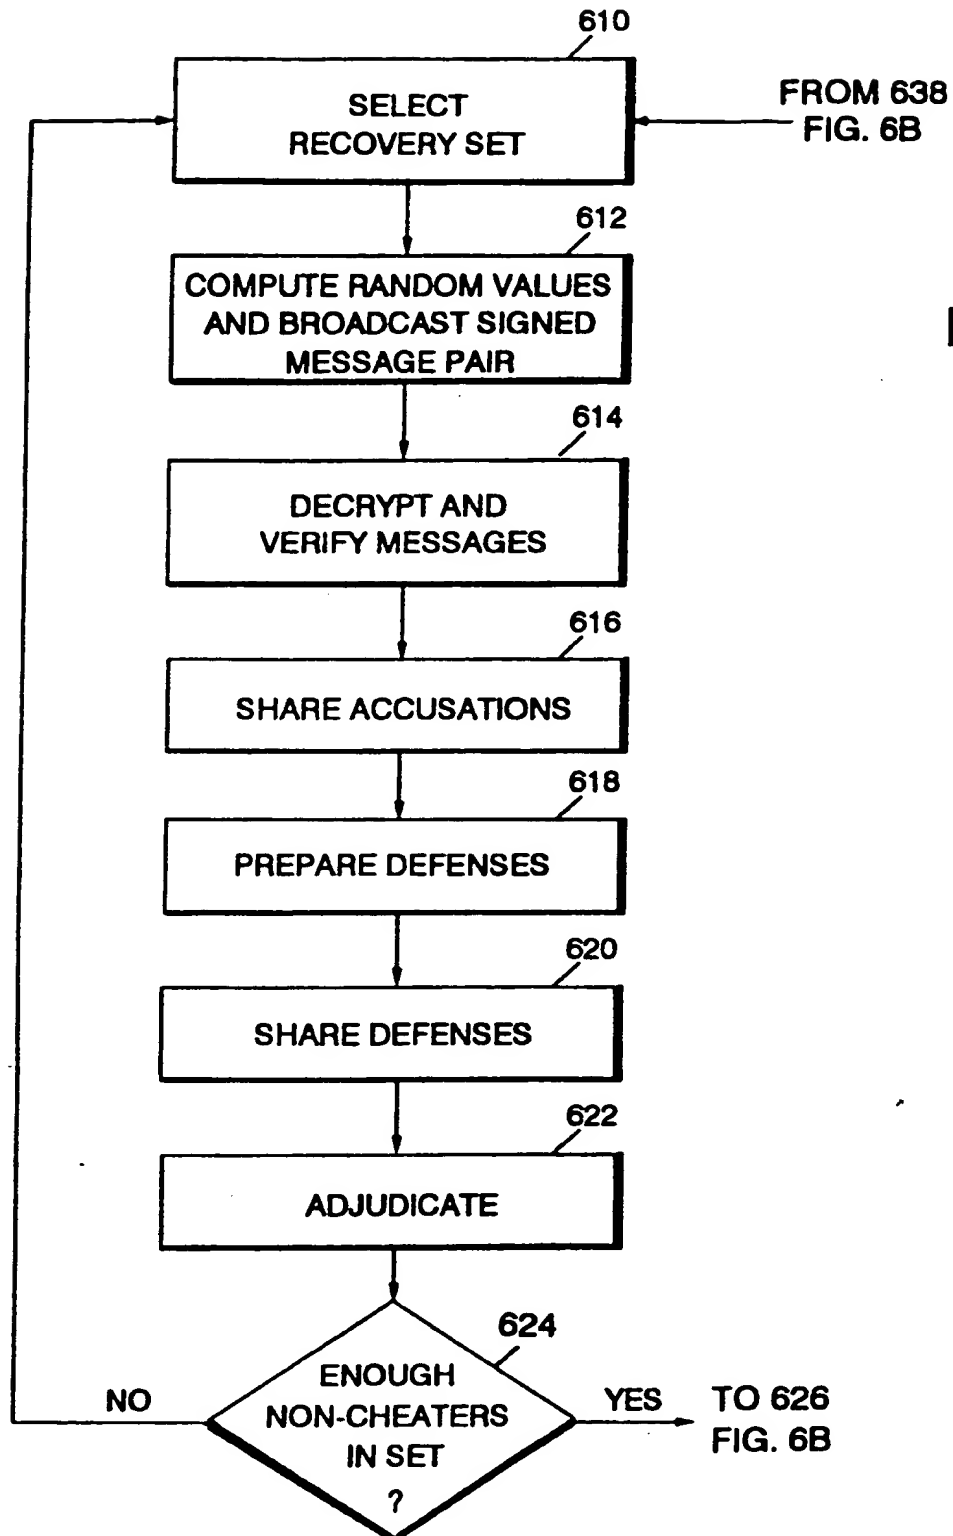 610
SELECT
RECOVERY SET
FROM 638
FIG. 6B
612
COMPUTE RANDOM VALUES
AND BROADCAST SIGNED
MESSAGE PAIR
614
DECRYPT AND
VERIFY MESSAGES
616
SHARE ACCUSATIONS
618
PREPARE DEFENSES
620
SHARE DEFENSES
622
ADJUDICATE
624
ENOUGH
NON-CHEATERS
IN SET
?
NO
YES
TO 626
FIG. 6B